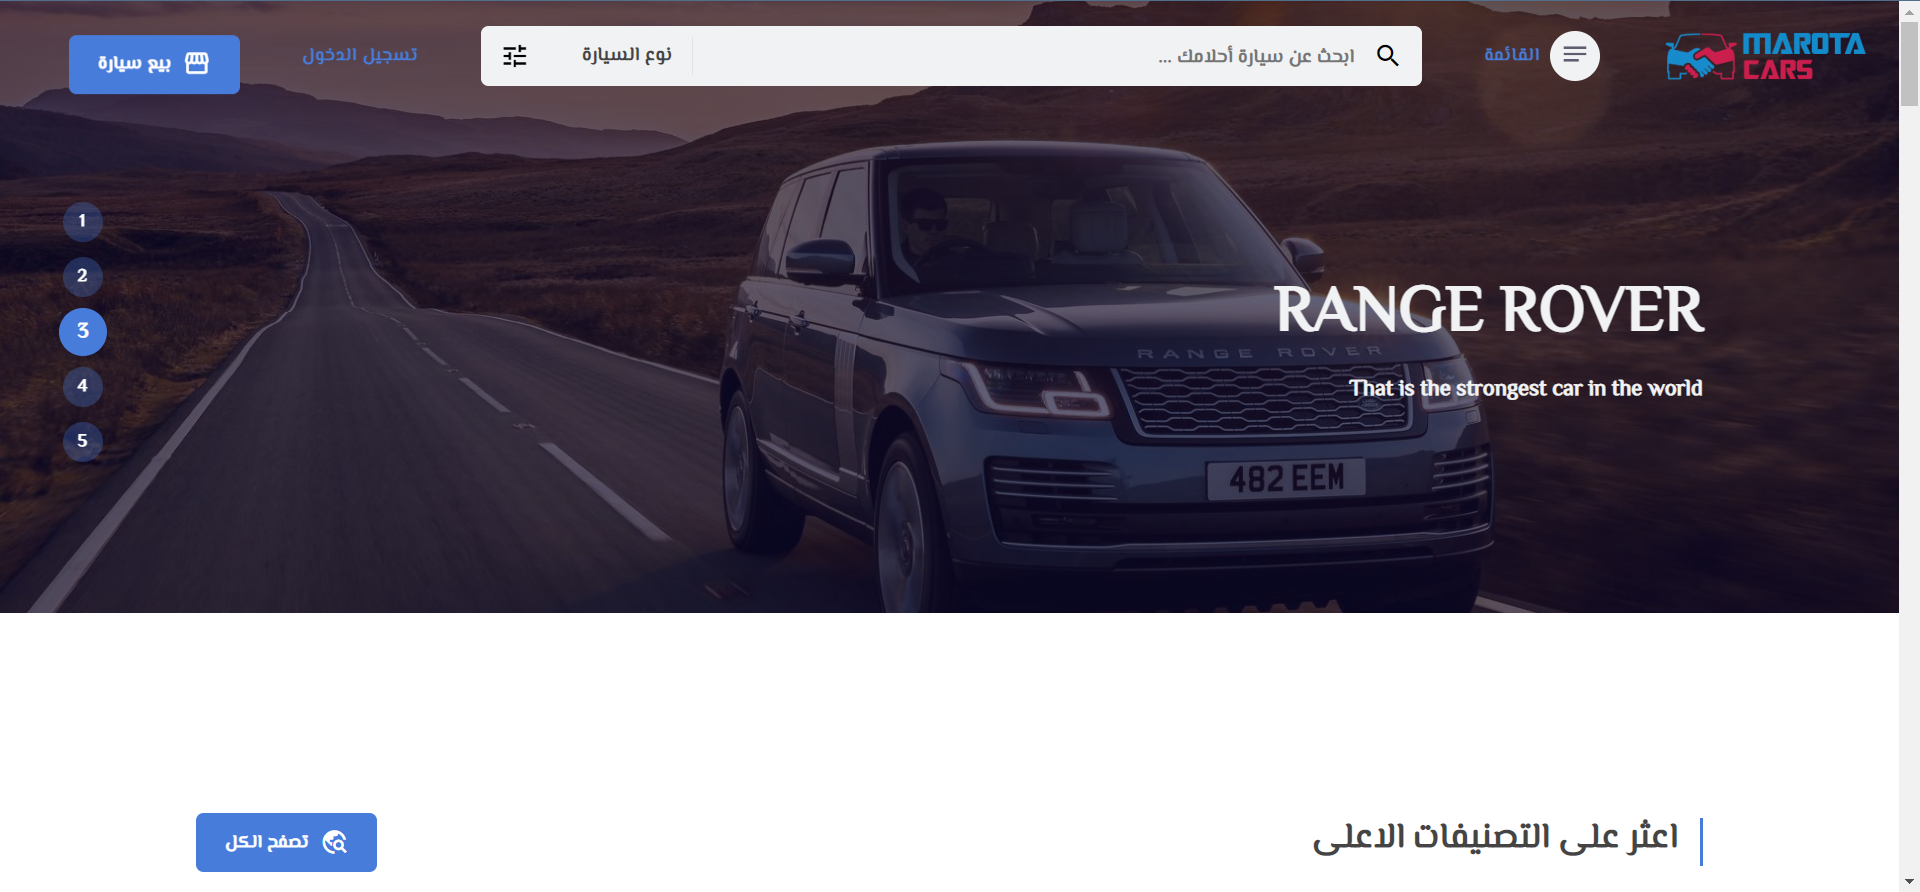 MAROTA
CARS
القائمة
ابحث عن سيارة أحلامك ...
نوع السيارة
تسجيل الدخول
بيع سيارة
1
2
3
4
5
RANGE ROVER
RANGE ROVER
That is the strongest car in the world
482 EEM
اعثر على التصنيفات الاعلى
تصفح الكل